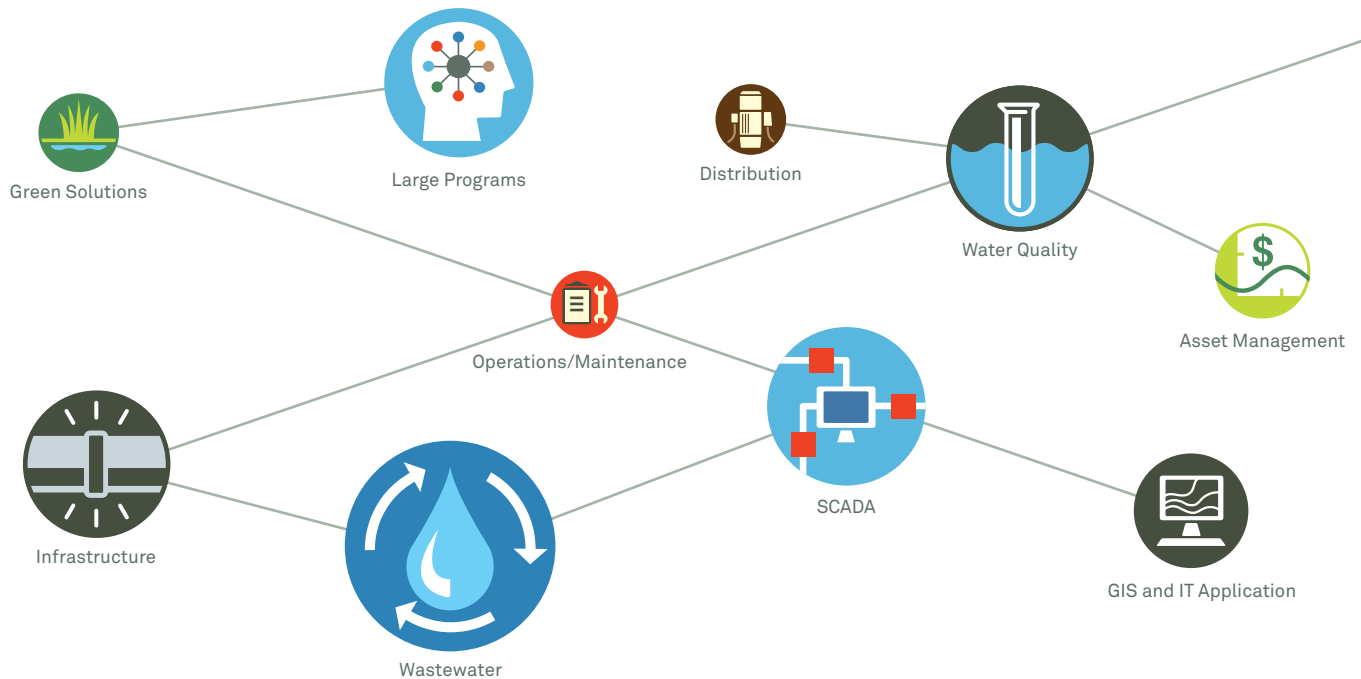 Green Solutions
Large Programs
Distribution
Water Quality
$
Asset Management
Operations/Maintenance
Infrastructure
SCADA
GIS and IT Application
Wastewater